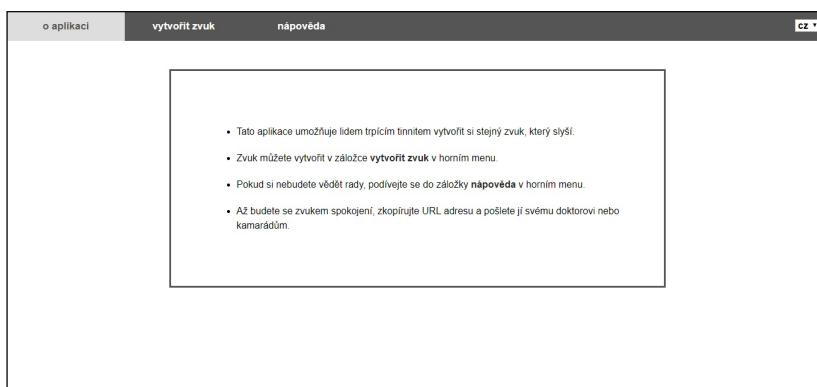 o aplikaci vytvořit zvuk nápověda cz
Tato aplikace umožňuje lidem trpícím tinnitem vytvořit si stejný zvuk, který slyší.
Zvuk můžete vytvořit v záložce vytvořit zvuk v horním menu.
Pokud si nebudete vědět rady, podívejte se do záložky nápověda v horním menu.
Až budete se zvukem spokojení, zkopírujte URL adresu a pošlete jí svému doktorovi nebo
kamarádům.